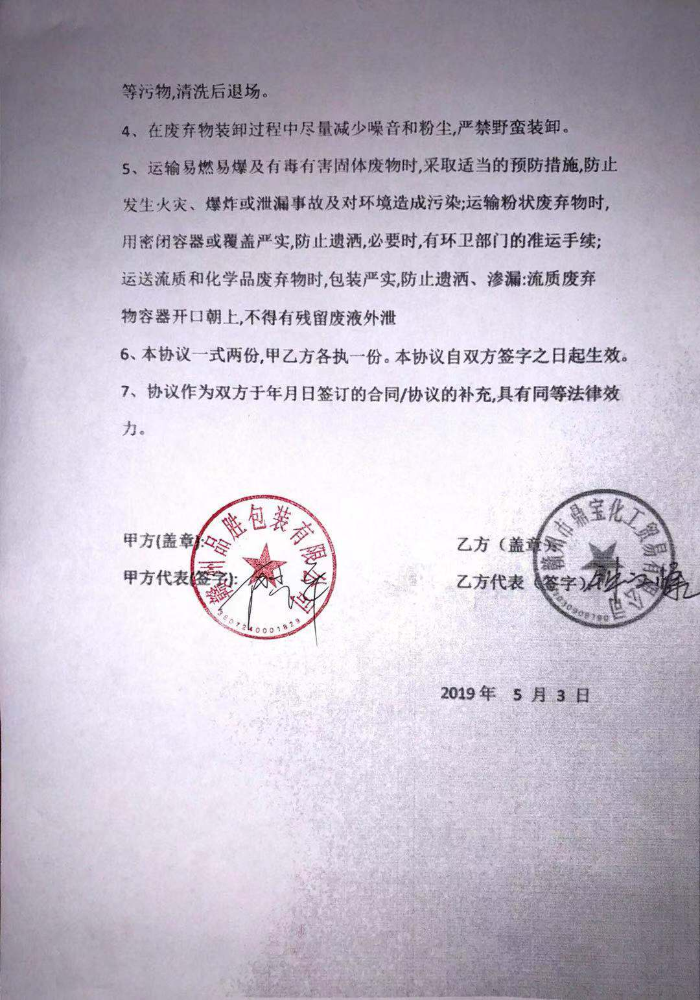 等污物,清洗后退场。
4、在废弃物装卸过程中尽量减少噪音和粉尘,严禁野蛮装卸。
5、运输易燃易爆及有毒有害固体废物时,采取适当的预防措施,防止
发生火灾、爆炸或泄漏事故及对环境造成污染;运输粉状废弃物时,
用密闭容器或覆盖严实,防止遗洒,必要时,有环卫部门的准运手续;
运送流质和化学品废弃物时,包装严实,防止遗洒、渗漏:流质废弃
物容器开口朝上,不得有残留废液外泄
6、本协议一式两份,甲乙方各执一份。本协议自双方签字之日起生效。
7、协议作为双方于年月日签订的合同/协议的补充,具有同等法律效
力。
甲方(盖章):
赣州品胜包装有限公司
3607240001829
乙方（盖章）
赣州市鼎宝化工贸易有限公司
甲方代表(签字):
乙方代表（签字）
2019年 5 月 3 日